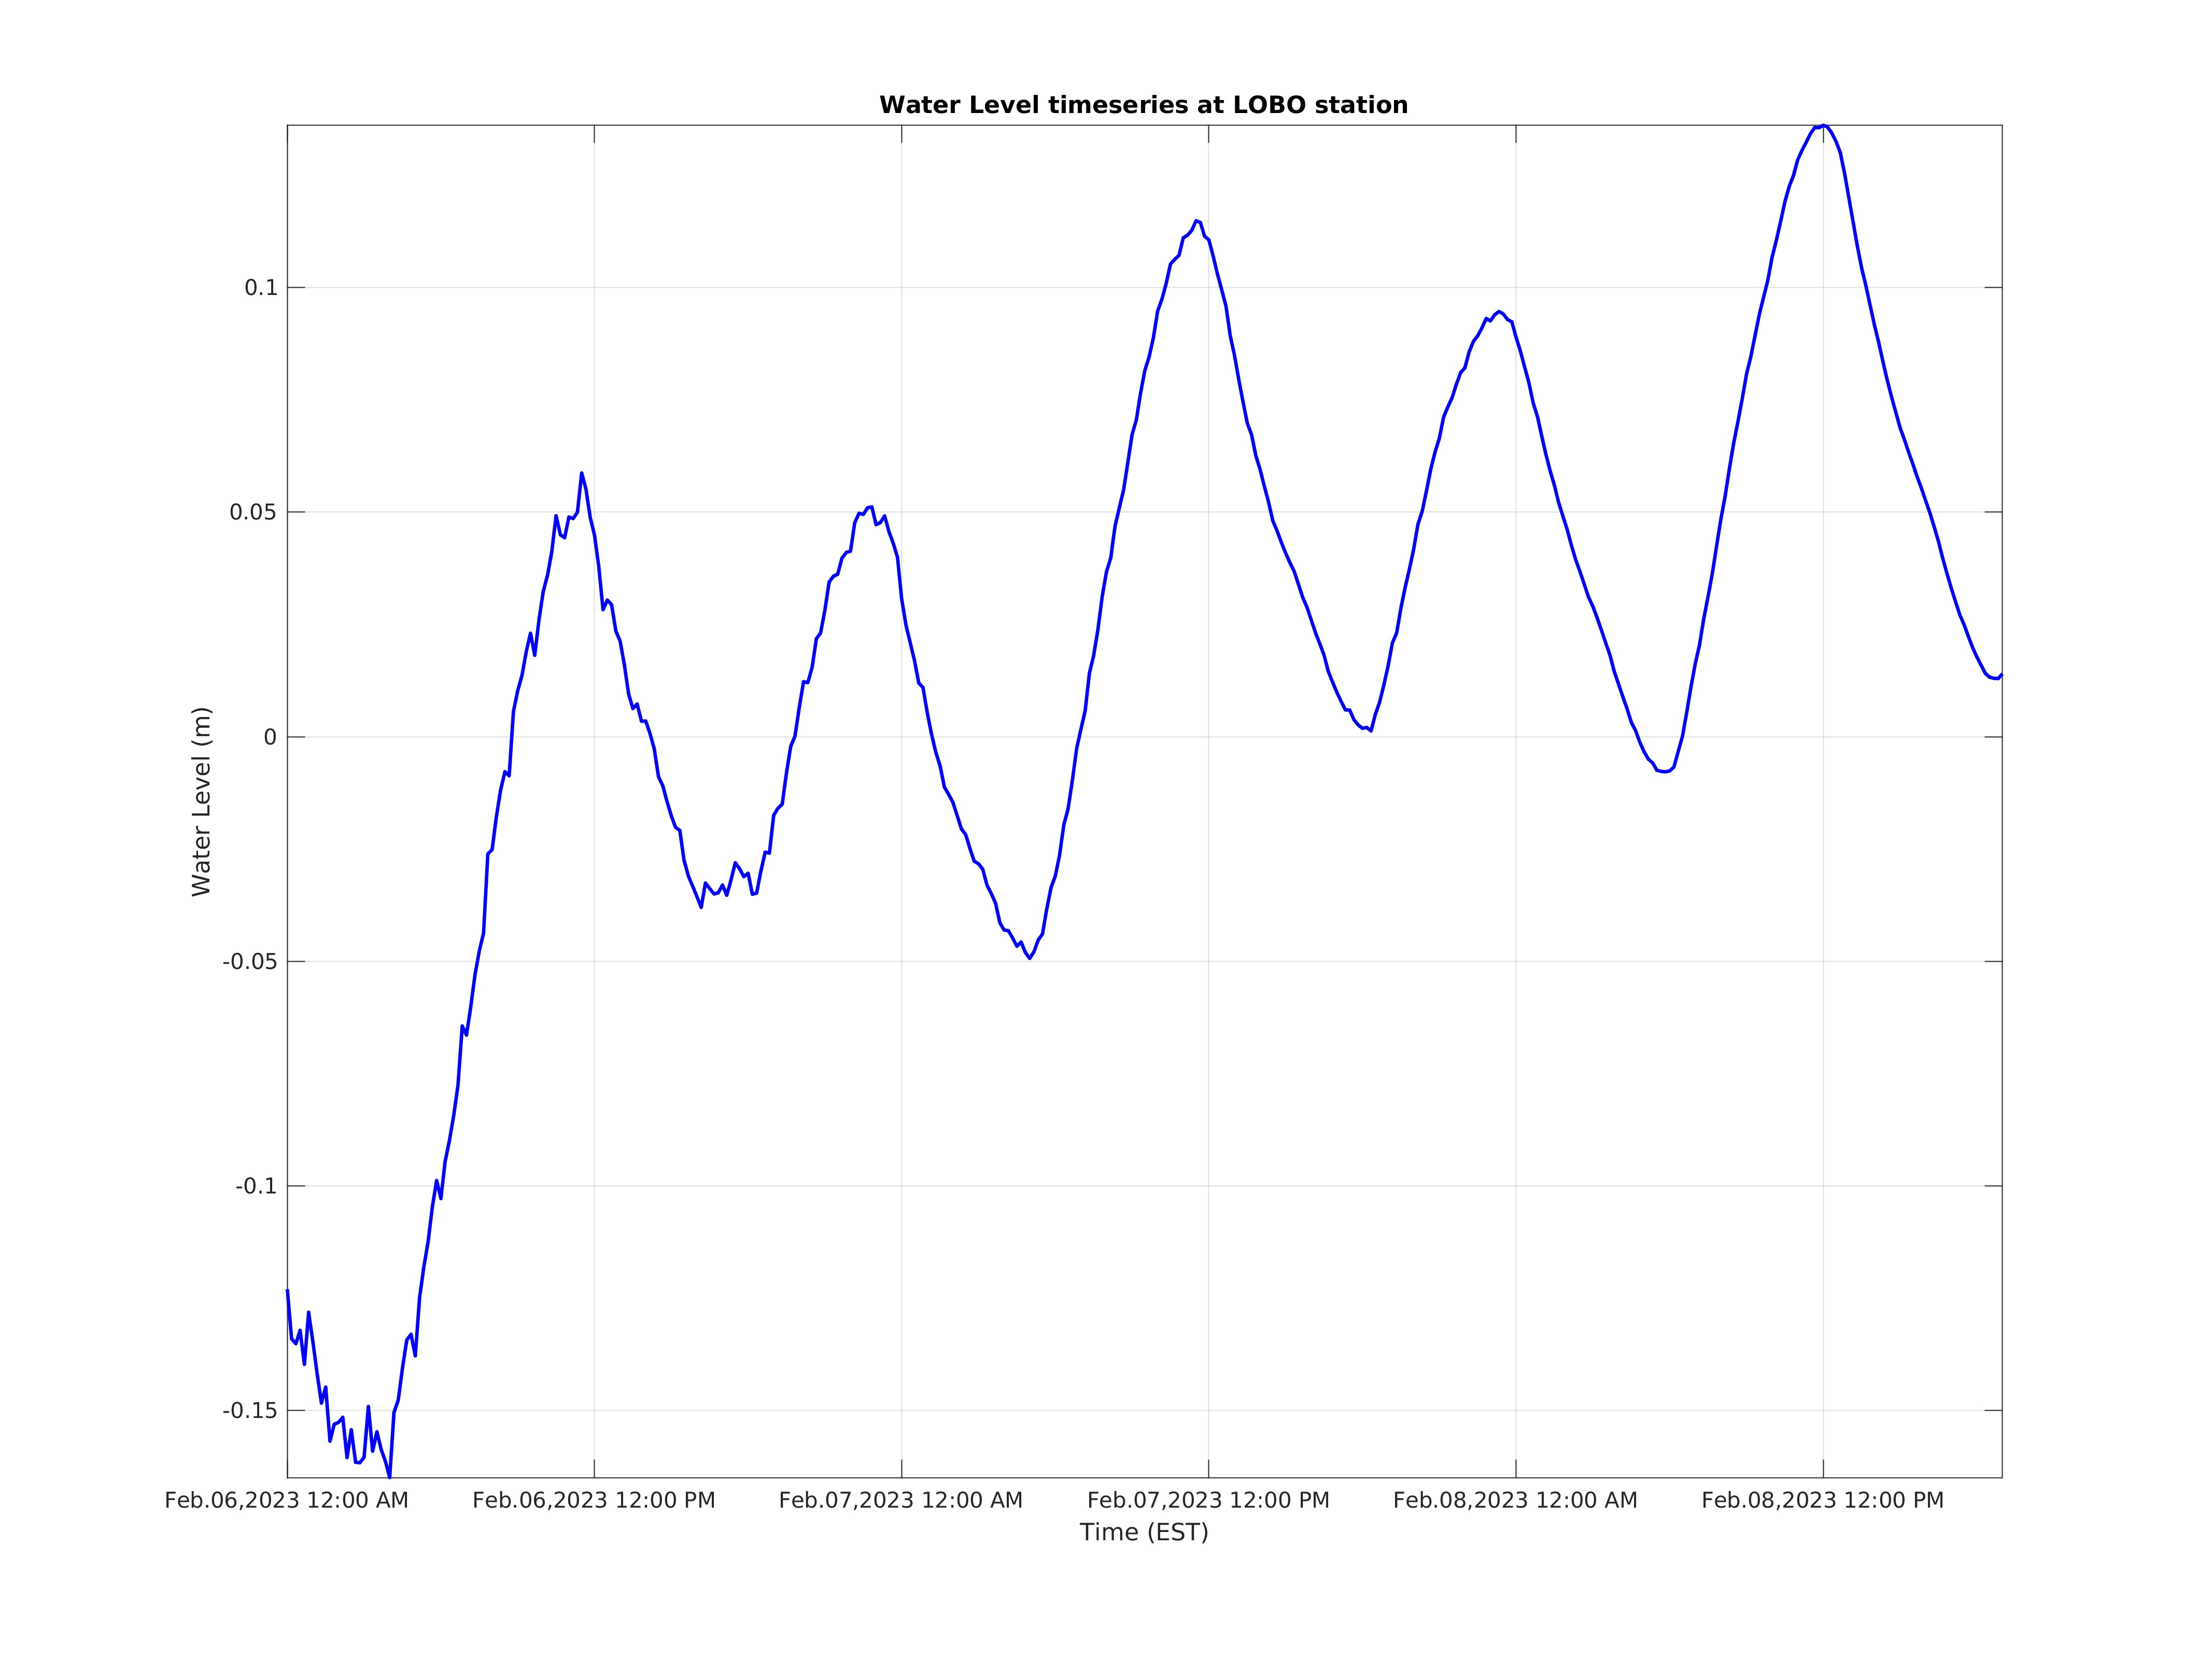 Water Level timeseries at LOBO station
0.1
0.05
0
-0.05
-0.1
-0.15
Water Level (m)
Feb.06,2023 12:00 AM Feb.06,2023 12:00 PM Feb.07,2023 12:00 AM Feb.07,2023 12:00 PM Feb.08,2023 12:00 AM Feb.08,2023 12:00 PM
Time (EST)